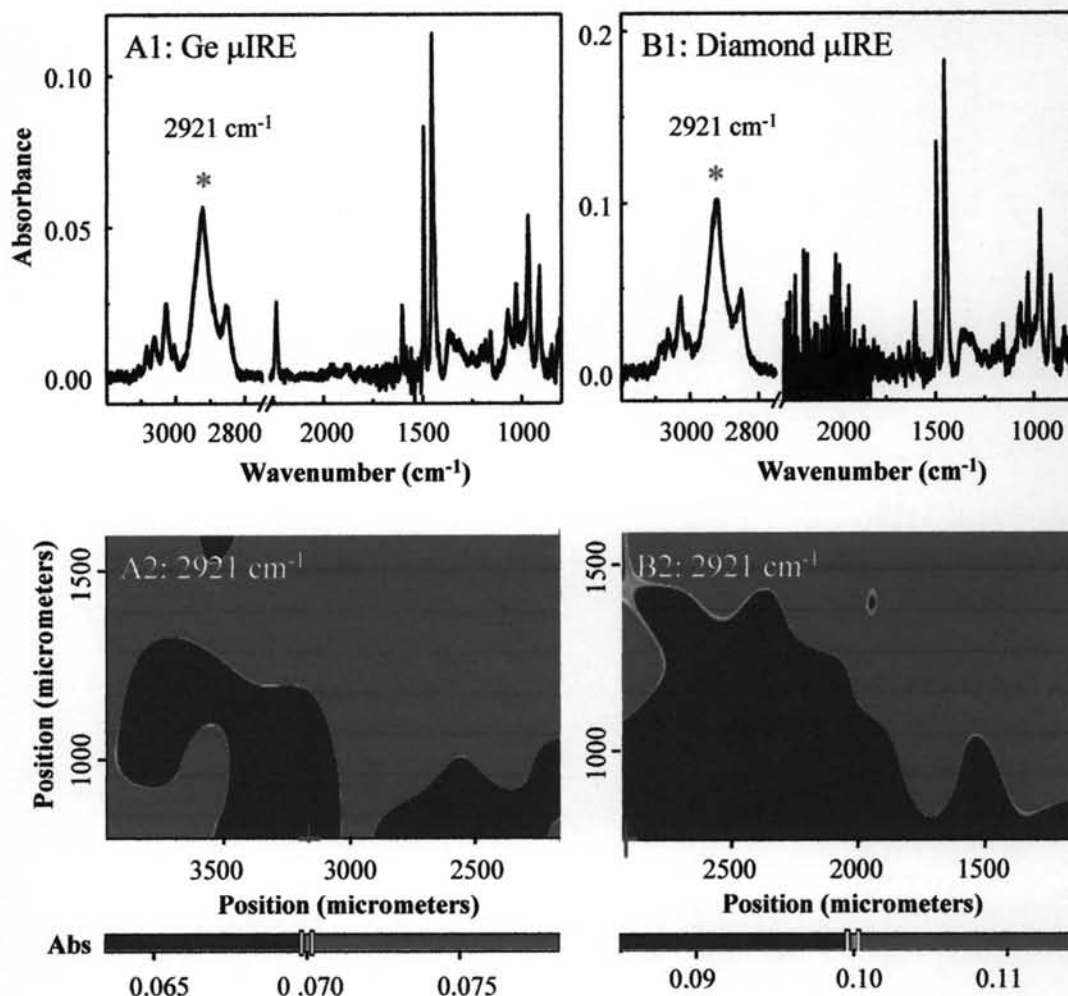 A1: Ge μIRE
2921 cm⁻¹
*
Absorbance
0.10
0.05
0.00
3000 2800 2000 1500 1000
Wavenumber (cm⁻¹)
B1: Diamond μIRE
2921 cm⁻¹
*
0.2
0.1
0.0
3000 2800 2000 1500 1000
Wavenumber (cm⁻¹)
A2: 2921 cm⁻¹
Position (micrometers)
1500
1000
3500 3000 2500
Position (micrometers)
B2: 2921 cm⁻¹
1500
1000
2500 2000 1500
Position (micrometers)
Abs
0.065 0 .070 0.075
0.09 0.10 0.11